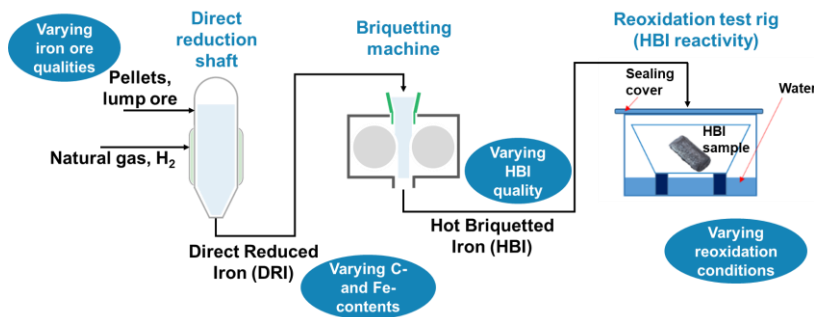 Varying
iron ore
qualities
Direct
reduction
shaft
Pellets,
lump ore
Natural gas, H₂
Direct Reduced
Iron (DRI)
Varying C-
and Fe-
contents
Briquetting
machine
Varying
HBI
quality
Hot Briquetted
Iron (HBI)
Reoxidation test rig
(HBI reactivity)
Sealing
cover
Water
HBI
sample
Varying
reoxidation
conditions